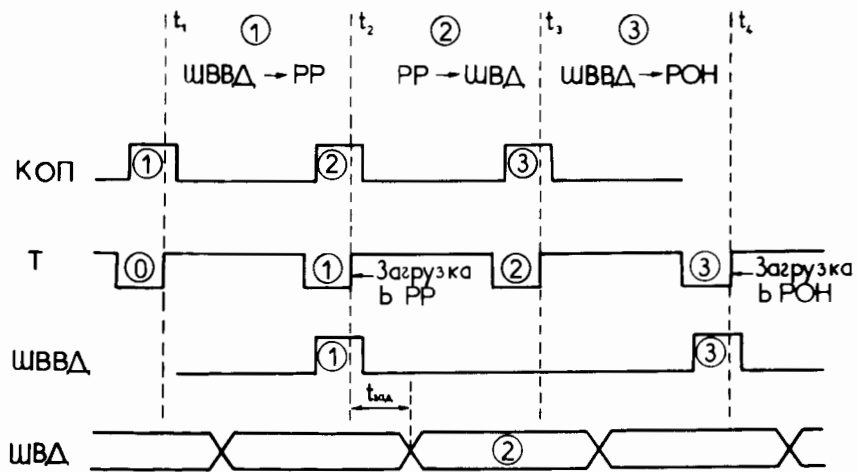 t₁ ① t₂ ② t₃ ③ t₄
ШВВД → РР РР → ШВД ШВВД → РОН
КОП ① ② ③
Т ⓪ ① Загрузка ② ③ Загрузка
в РР в РОН
ШВВД ① ③
tзад
ШВД ②